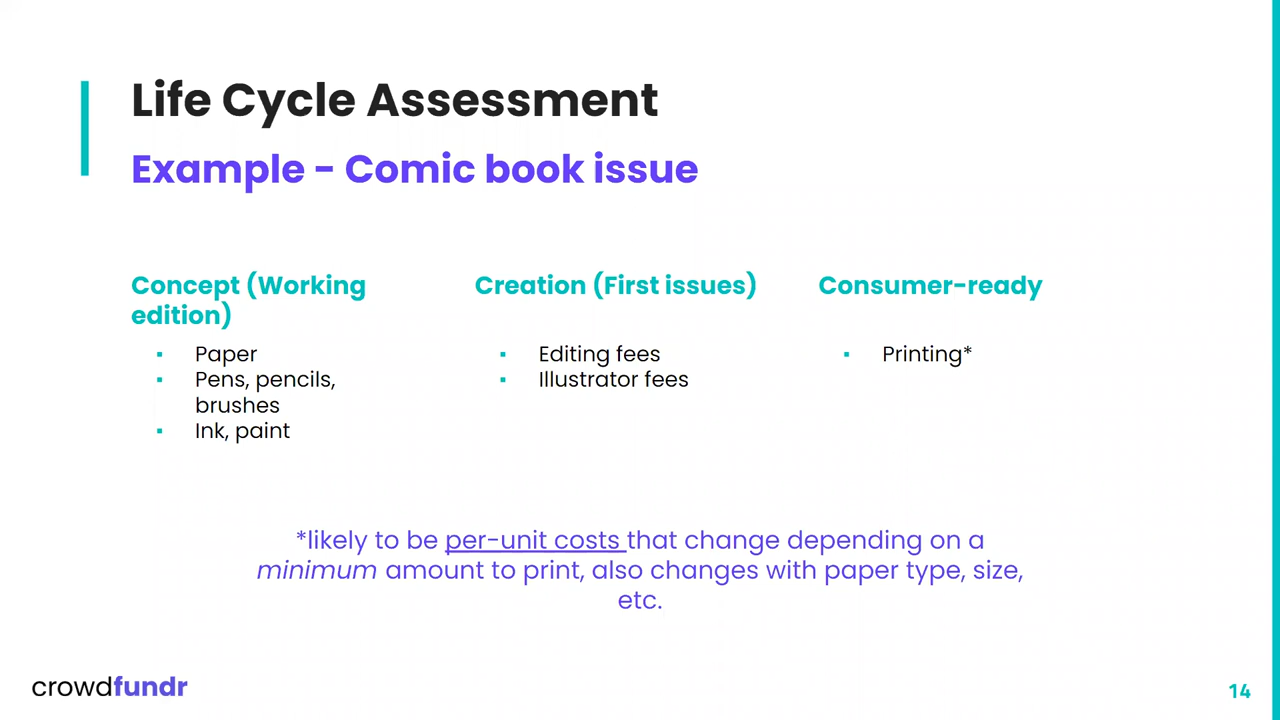 Life Cycle Assessment
Example - Comic book issue
Concept (Working
edition)
Paper
Pens, pencils,
brushes
Ink, paint
Creation (First issues)
Editing fees
Illustrator fees
Consumer-ready
Printing*
*likely to be per-unit costs that change depending on a
minimum amount to print, also changes with paper type, size,
etc.
crowdfundr
14